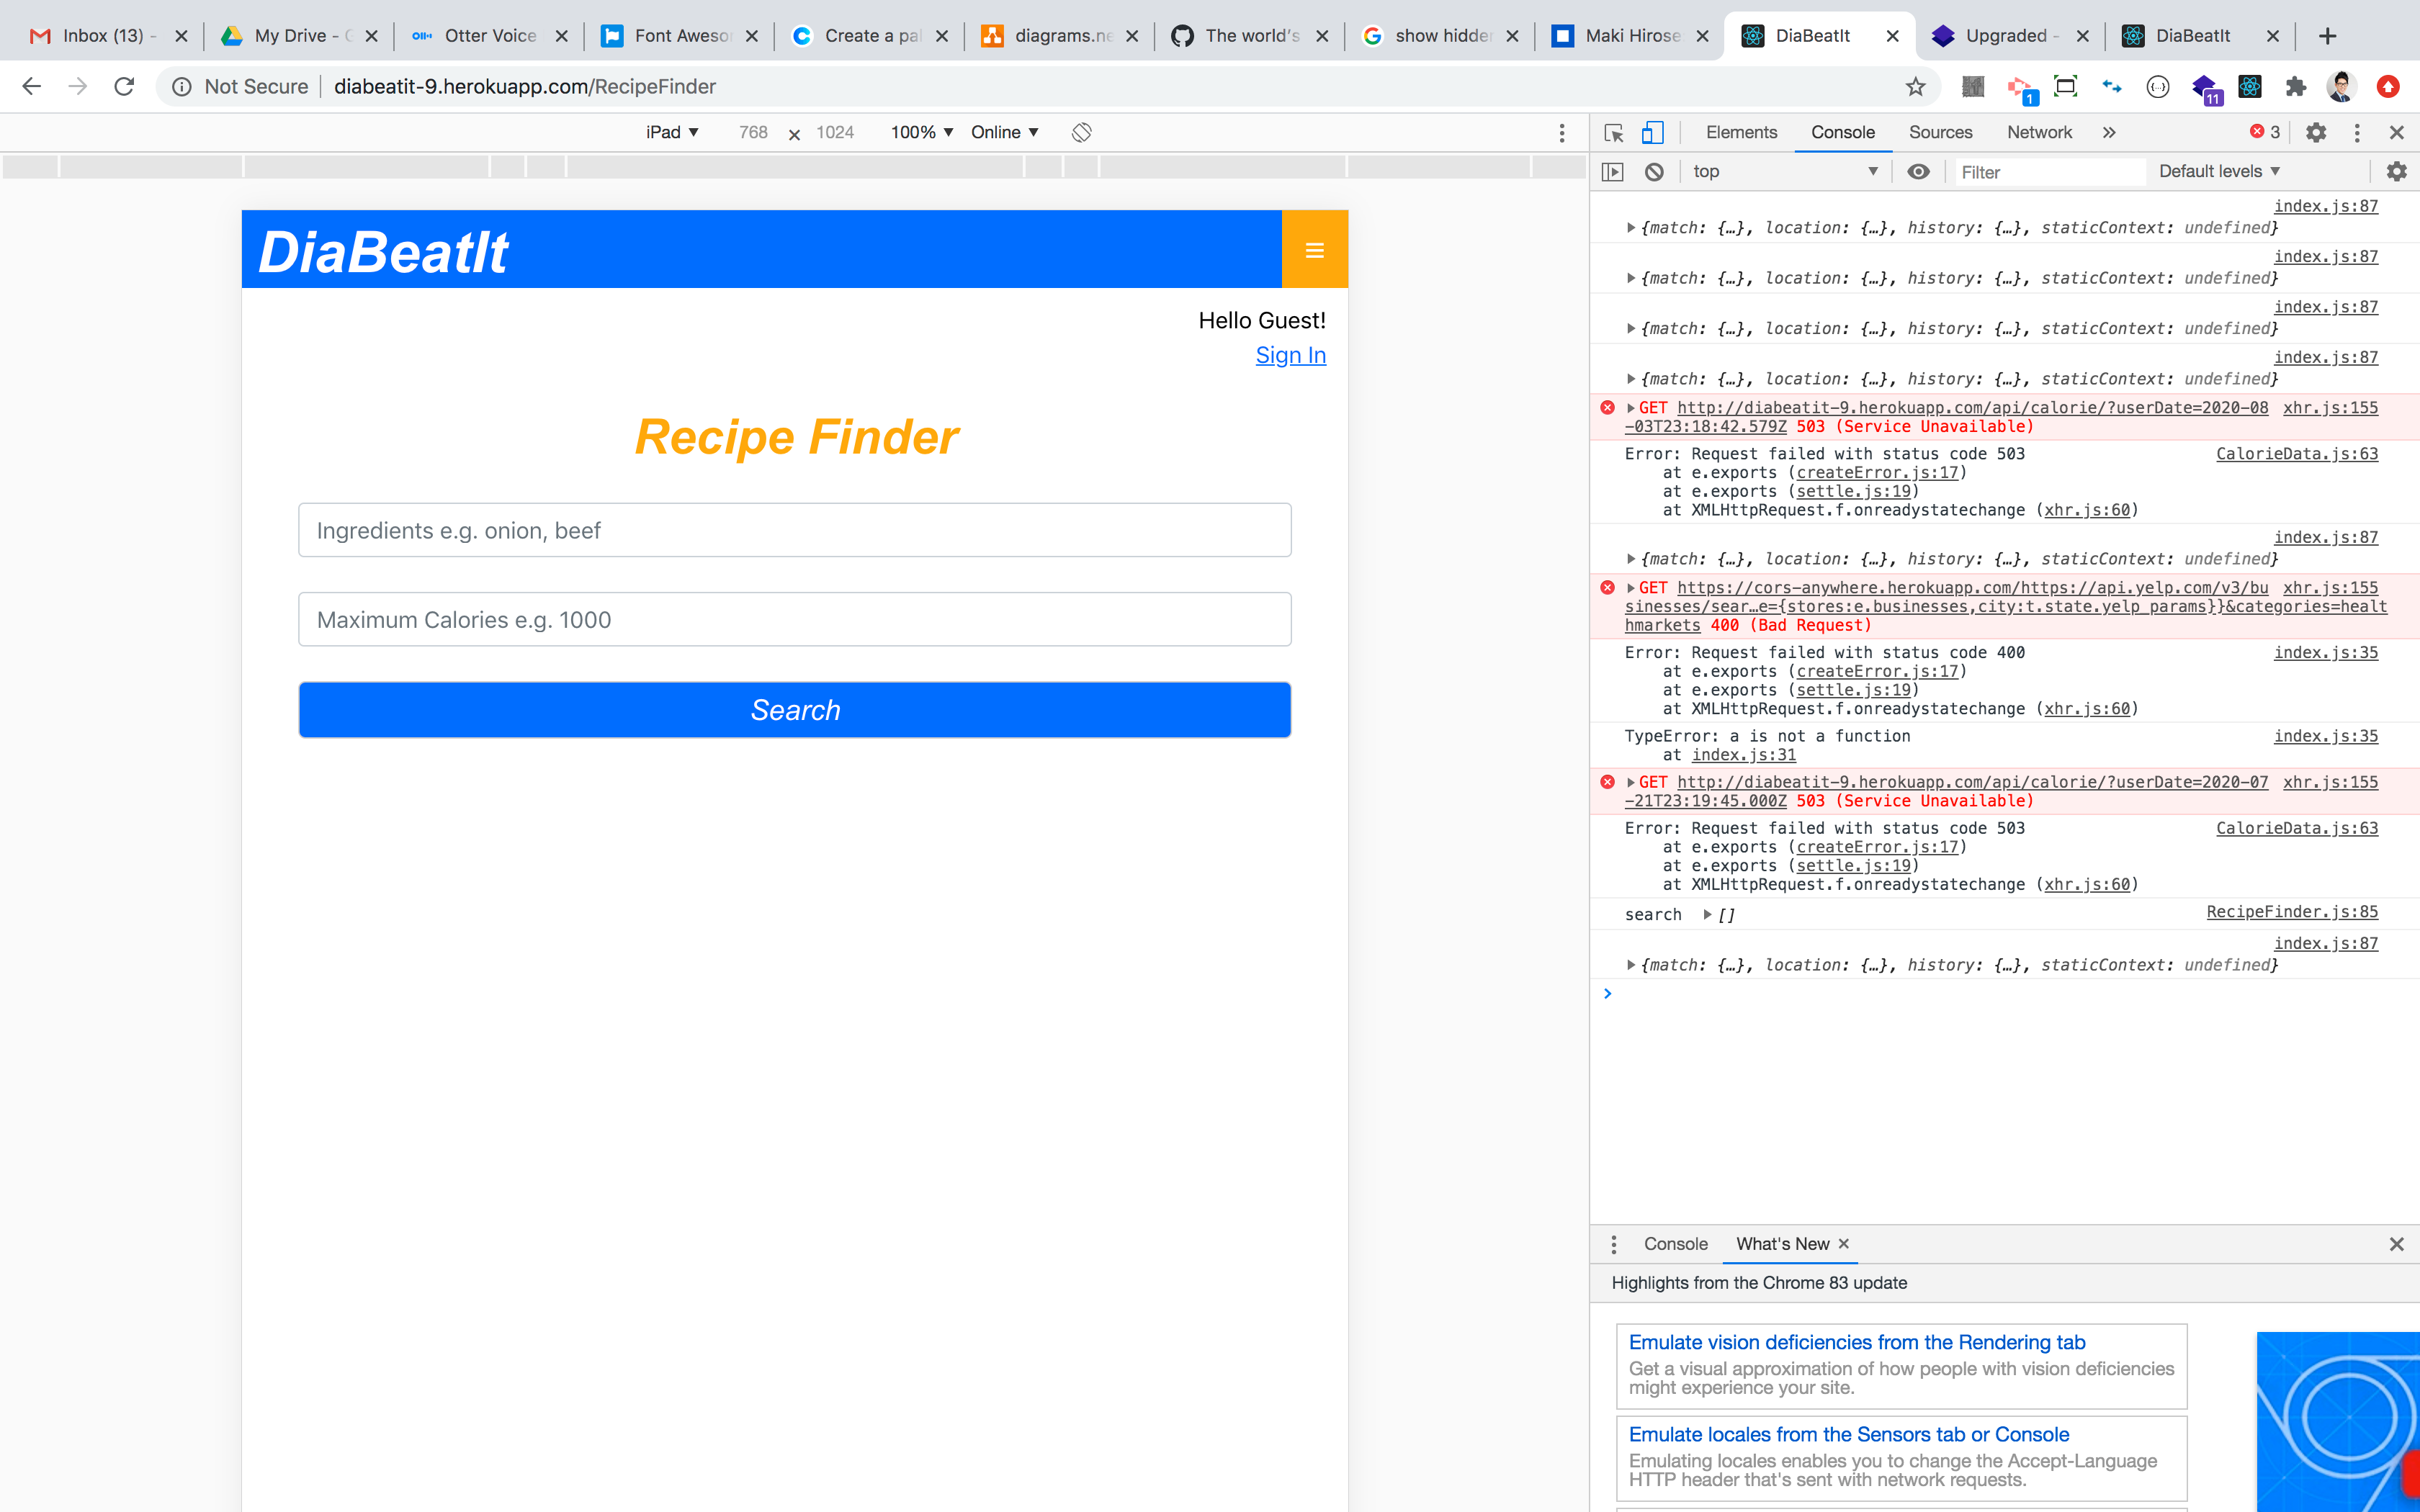 Inbox (13) -
My Drive - G
Otter Voice
Font Aweso
Create a pal
diagrams.ne
The world's
show hidden
Maki Hirose
DiaBeatIt
Upgraded -
DiaBeatIt
Not Secure
diabeatit-9.herokuapp.com/RecipeFinder
1
{...}
11
iPad ▼ 768 × 1024 100% ▼ Online ▼
Elements Console Sources Network » 3
top ▼ Filter Default levels ▼
DiaBeatIt
Hello Guest!
Sign In
Recipe Finder
Ingredients e.g. onion, beef
Maximum Calories e.g. 1000
Search
index.js:87
▶{match: {…}, location: {…}, history: {…}, staticContext: undefined}
index.js:87
▶{match: {…}, location: {…}, history: {…}, staticContext: undefined}
index.js:87
▶{match: {…}, location: {…}, history: {…}, staticContext: undefined}
index.js:87
▶{match: {…}, location: {…}, history: {…}, staticContext: undefined}
▶GET http://diabeatit-9.herokuapp.com/api/calorie/?userDate=2020-08 xhr.js:155
-03T23:18:42.579Z 503 (Service Unavailable)
Error: Request failed with status code 503 CalorieData.js:63
at e.exports (createError.js:17)
at e.exports (settle.js:19)
at XMLHttpRequest.f.onreadystatechange (xhr.js:60)
index.js:87
▶{match: {…}, location: {…}, history: {…}, staticContext: undefined}
▶GET https://cors-anywhere.herokuapp.com/https://api.yelp.com/v3/bu xhr.js:155
sinesses/sear…e={stores:e.businesses,city:t.state.yelp_params}}&categories=healt
hmarkets 400 (Bad Request)
Error: Request failed with status code 400 index.js:35
at e.exports (createError.js:17)
at e.exports (settle.js:19)
at XMLHttpRequest.f.onreadystatechange (xhr.js:60)
TypeError: a is not a function index.js:35
at index.js:31
▶GET http://diabeatit-9.herokuapp.com/api/calorie/?userDate=2020-07 xhr.js:155
-21T23:19:45.000Z 503 (Service Unavailable)
Error: Request failed with status code 503 CalorieData.js:63
at e.exports (createError.js:17)
at e.exports (settle.js:19)
at XMLHttpRequest.f.onreadystatechange (xhr.js:60)
search ▶[] RecipeFinder.js:85
index.js:87
▶{match: {…}, location: {…}, history: {…}, staticContext: undefined}
Console What's New
Highlights from the Chrome 83 update
Emulate vision deficiencies from the Rendering tab
Get a visual approximation of how people with vision deficiencies
might experience your site.
Emulate locales from the Sensors tab or Console
Emulating locales enables you to change the Accept-Language
HTTP header that's sent with network requests.